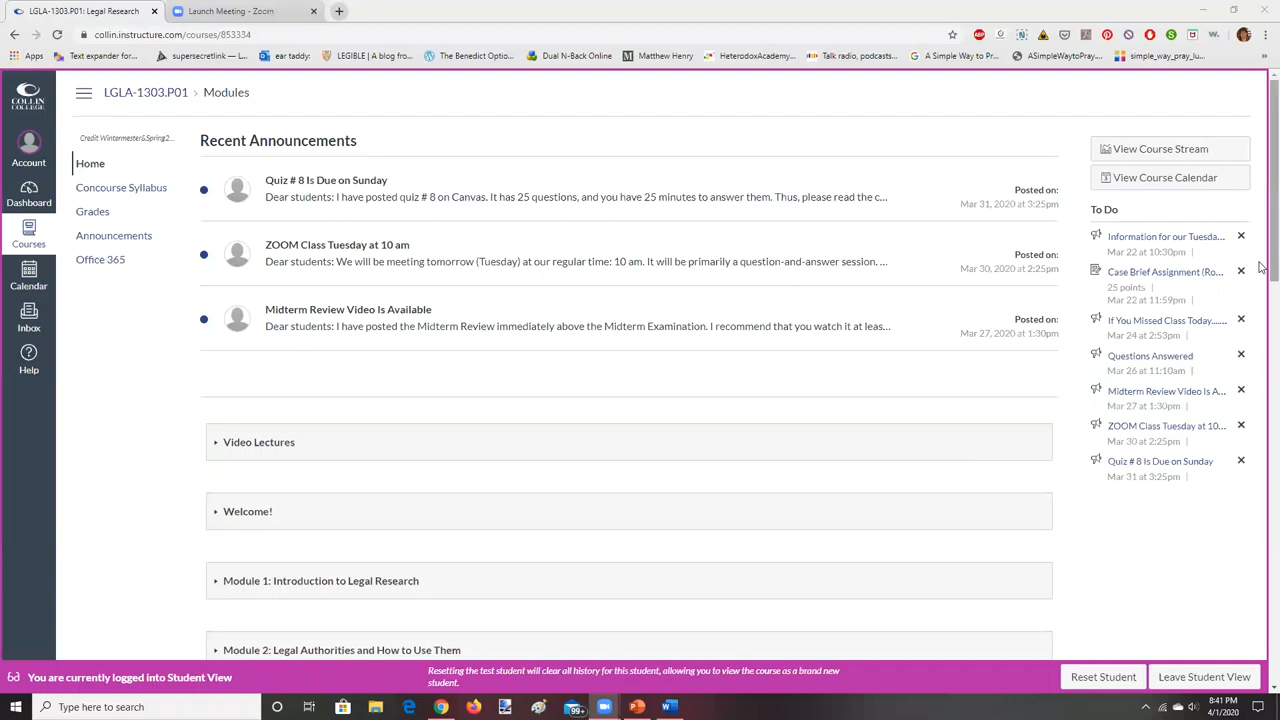 LGLA-1303.P01: Legal Research
Launch Meeting - Zoom
collin.instructure.com/courses/853334
Apps
Text expander for...
supersecretlink — C...
ear taddy:
LEGIBLE | A blog fro...
The Benedict Optio...
Dual N-Back Online
Matthew Henry
HeterodoxAcademy...
Talk radio, podcasts...
A Simple Way to Pr...
ASimpleWaytoPray...
simple_way_pray_lu...
COLLIN COLLEGE
Account
Dashboard
Courses
Calendar
Inbox
Help
LGLA-1303.P01 › Modules
Credit Wintermester&Spring2...
Home
Concourse Syllabus
Grades
Announcements
Office 365
Recent Announcements
Quiz # 8 Is Due on Sunday
Dear students: I have posted quiz # 8 on Canvas. It has 25 questions, and you have 25 minutes to answer them. Thus, please read the c...
Posted on:
Mar 31, 2020 at 3:25pm
ZOOM Class Tuesday at 10 am
Dear students: We will be meeting tomorrow (Tuesday) at our regular time: 10 am. It will be primarily a question-and-answer session. ...
Posted on:
Mar 30, 2020 at 2:25pm
Midterm Review Video Is Available
Dear students: I have posted the Midterm Review immediately above the Midterm Examination. I recommend that you watch it at leas...
Posted on:
Mar 27, 2020 at 1:30pm
Video Lectures
Welcome!
Module 1: Introduction to Legal Research
Module 2: Legal Authorities and How to Use Them
View Course Stream
View Course Calendar
To Do
Information for our Tuesda...
Mar 22 at 10:30pm |
Case Brief Assignment (Ro...
25 points |
Mar 22 at 11:59pm |
If You Missed Class Today......
Mar 24 at 2:53pm |
Questions Answered
Mar 26 at 11:10am |
Midterm Review Video Is A...
Mar 27 at 1:30pm |
ZOOM Class Tuesday at 10...
Mar 30 at 2:25pm |
Quiz # 8 Is Due on Sunday
Mar 31 at 3:25pm |
You are currently logged into Student View
Resetting the test student will clear all history for this student, allowing you to view the course as a brand new
student.
Reset Student
Leave Student View
Type here to search
99+
8:41 PM
4/1/2020